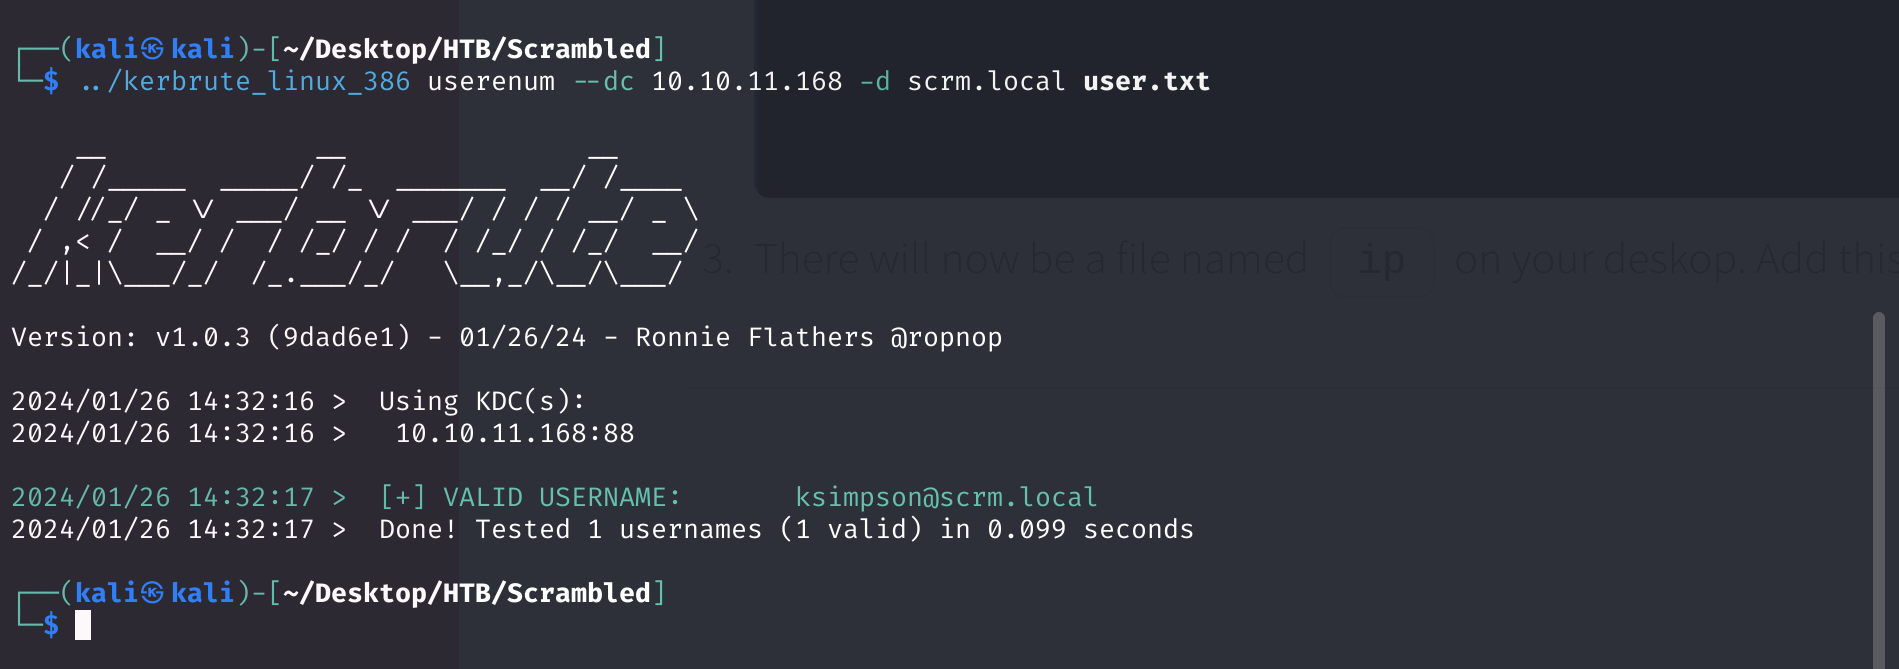 ┌──(kali㉿kali)-[~/Desktop/HTB/Scrambled]
└─$ ../kerbrute_linux_386 userenum --dc 10.10.11.168 -d scrm.local user.txt
    __             __               __
   / /_____  _____/ /_  _______  __/ /____
  / //_/ _ \/ ___/ __ \/ ___/ / / / __/ _ \
 / ,< /  __/ /  / /_/ / /  / /_/ / /_/  __/
/_/|_|\___/_/  /_.___/_/   \__,_/\__/\___/
3. There will now be a file named ip on your deskop. Add this
Version: v1.0.3 (9dad6e1) - 01/26/24 - Ronnie Flathers @ropnop
2024/01/26 14:32:16 >  Using KDC(s):
2024/01/26 14:32:16 >   10.10.11.168:88
2024/01/26 14:32:17 >  [+] VALID USERNAME:       ksimpson@scrm.local
2024/01/26 14:32:17 >  Done! Tested 1 usernames (1 valid) in 0.099 seconds
┌──(kali㉿kali)-[~/Desktop/HTB/Scrambled]
└─$